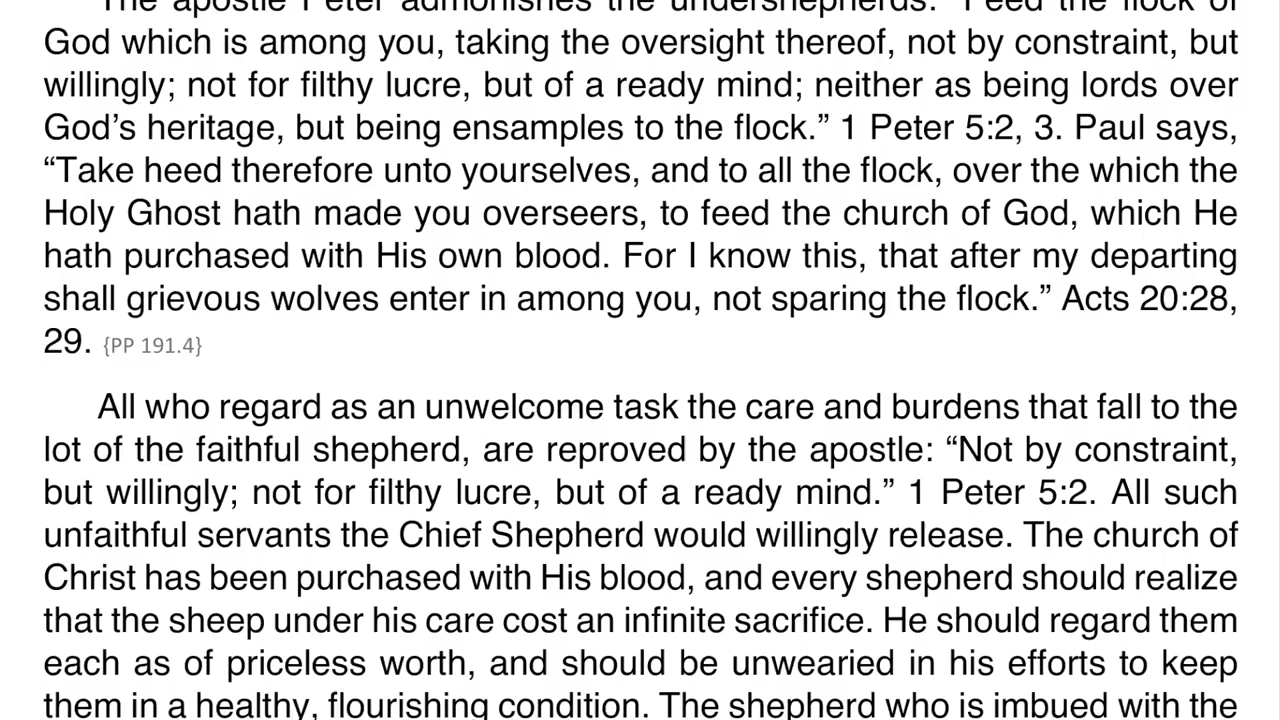 The apostle Peter admonishes the undershepherds: “Feed the flock of
God which is among you, taking the oversight thereof, not by constraint, but
willingly; not for filthy lucre, but of a ready mind; neither as being lords over
God’s heritage, but being ensamples to the flock.” 1 Peter 5:2, 3. Paul says,
“Take heed therefore unto yourselves, and to all the flock, over the which the
Holy Ghost hath made you overseers, to feed the church of God, which He
hath purchased with His own blood. For I know this, that after my departing
shall grievous wolves enter in among you, not sparing the flock.” Acts 20:28,
29. {PP 191.4}
All who regard as an unwelcome task the care and burdens that fall to the
lot of the faithful shepherd, are reproved by the apostle: “Not by constraint,
but willingly; not for filthy lucre, but of a ready mind.” 1 Peter 5:2. All such
unfaithful servants the Chief Shepherd would willingly release. The church of
Christ has been purchased with His blood, and every shepherd should realize
that the sheep under his care cost an infinite sacrifice. He should regard them
each as of priceless worth, and should be unwearied in his efforts to keep
them in a healthy, flourishing condition. The shepherd who is imbued with the